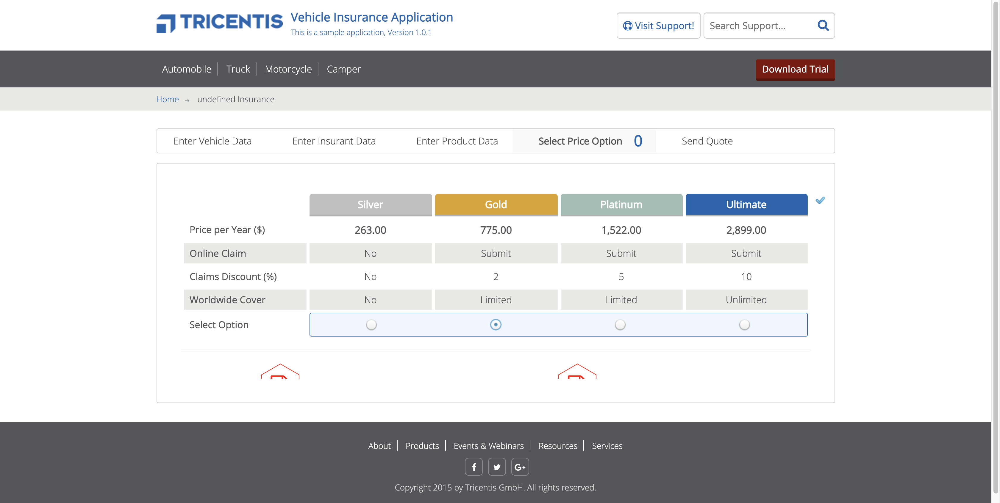 TRICENTIS
Vehicle Insurance Application
This is a sample application, Version 1.0.1
Visit Support!
Search Support...
Automobile
Truck
Motorcycle
Camper
Download Trial
Home → undefined Insurance
Enter Vehicle Data
Enter Insurant Data
Enter Product Data
Select Price Option 0
Send Quote
Silver Gold Platinum Ultimate
Price per Year ($) 263.00 775.00 1,522.00 2,899.00
Online Claim No Submit Submit Submit
Claims Discount (%) No 2 5 10
Worldwide Cover No Limited Limited Unlimited
Select Option
About
Products
Events & Webinars
Resources
Services
G+
Copyright 2015 by Tricentis GmbH. All rights reserved.